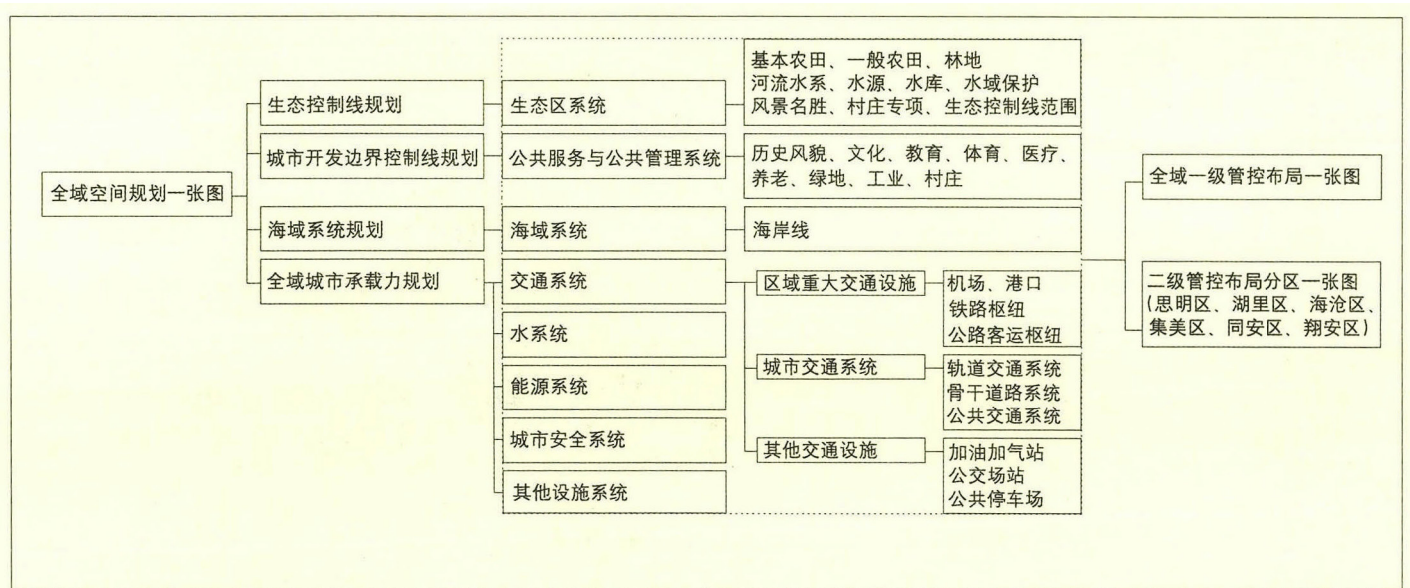 全域空间规划一张图
生态控制线规划
城市开发边界控制线规划
海域系统规划
全域城市承载力规划
生态区系统
公共服务与公共管理系统
海域系统
交通系统
水系统
能源系统
城市安全系统
其他设施系统
基本农田、一般农田、林地
河流水系、水源、水库、水域保护
风景名胜、村庄专项、生态控制线范围
历史风貌、文化、教育、体育、医疗、
养老、绿地、工业、村庄
海岸线
区域重大交通设施
机场、港口
铁路枢纽
公路客运枢纽
城市交通系统
轨道交通系统
骨干道路系统
公共交通系统
其他交通设施
加油加气站
公交场站
公共停车场
全域一级管控布局一张图
二级管控布局分区一张图
(思明区、湖里区、海沧区、
集美区、同安区、翔安区)